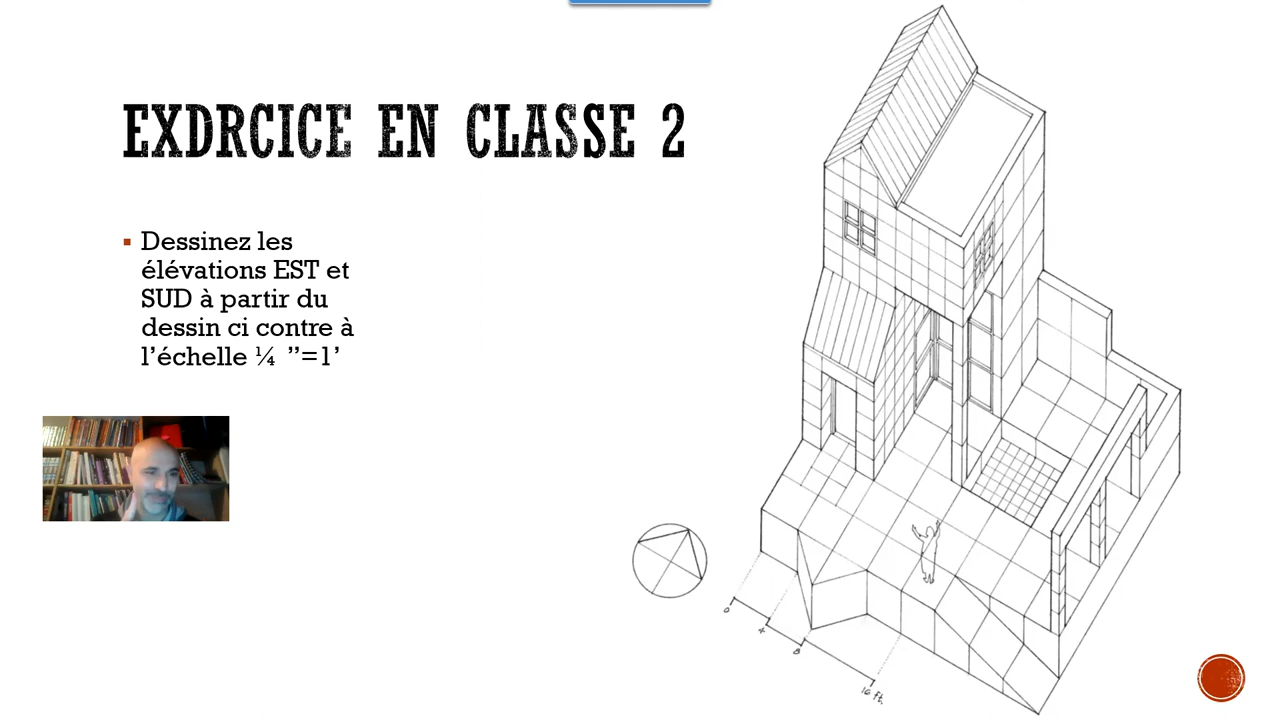 EXDRCICE EN CLASSE 2
Dessinez les
élévations EST et
SUD à partir du
dessin ci contre à
l’échelle ¼ ”=1’
0
4
8
16 ft.